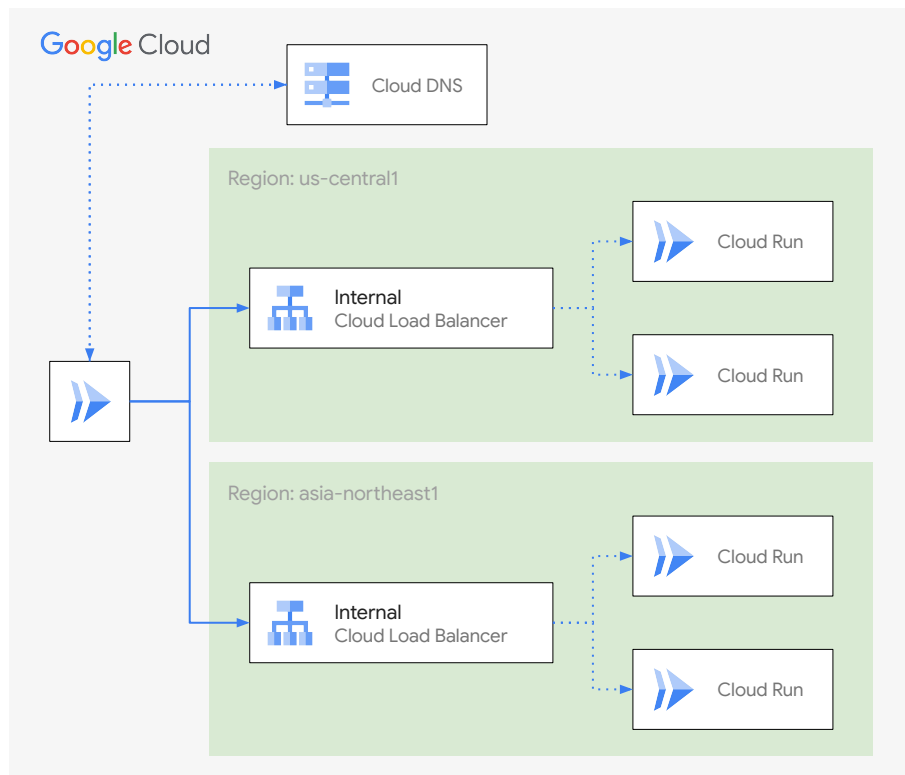 Google Cloud
Cloud DNS
Region: us-central1
Cloud Run
Internal
Cloud Load Balancer
Cloud Run
Region: asia-northeast1
Cloud Run
Internal
Cloud Load Balancer
Cloud Run